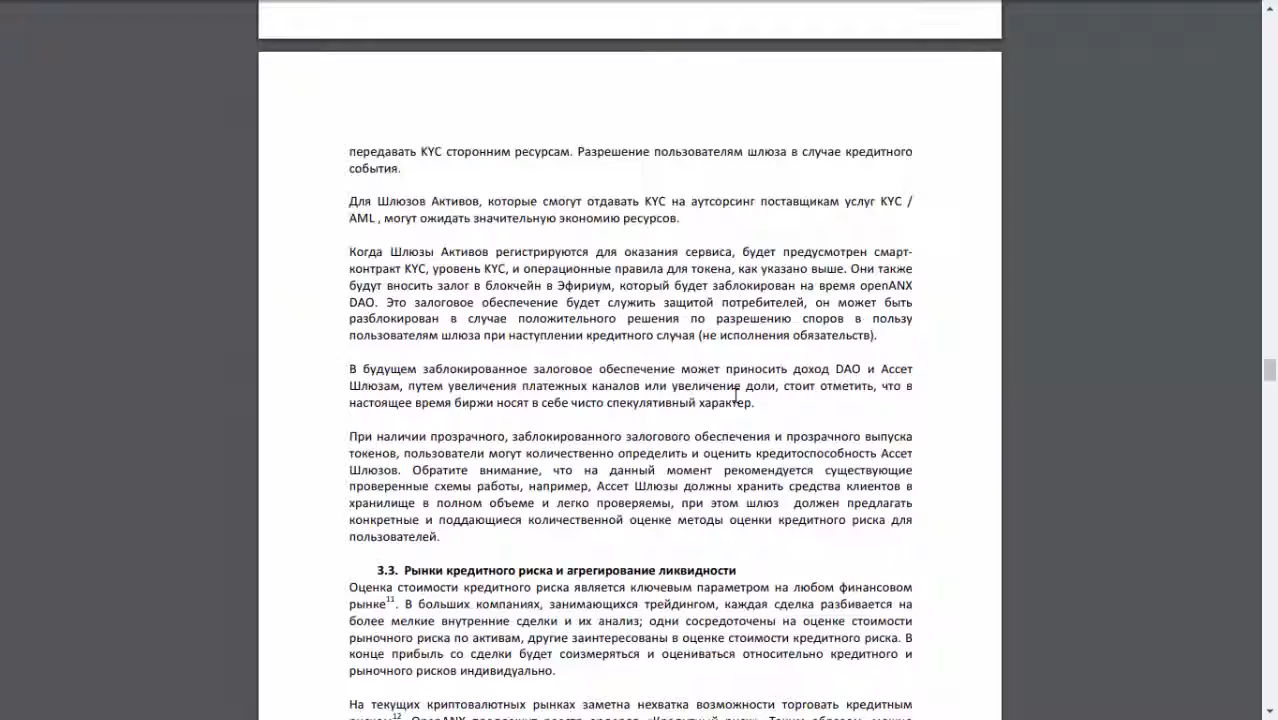 передавать KYC сторонним ресурсам. Разрешение пользователям шлюза в случае кредитного
события.
Для Шлюзов Активов, которые смогут отдавать KYC на аутсорсинг поставщикам услуг KYC /
AML , могут ожидать значительную экономию ресурсов.
Когда Шлюзы Активов регистрируются для оказания сервиса, будет предусмотрен смарт-
контракт KYC, уровень KYC, и операционные правила для токена, как указано выше. Они также
будут вносить залог в блокчейн в Эфириум, который будет заблокирован на время openANX
DAO. Это залоговое обеспечение будет служить защитой потребителей, он может быть
разблокирован в случае положительного решения по разрешению споров в пользу
пользователям шлюза при наступлении кредитного случая (не исполнения обязательств).
В будущем заблокированное залоговое обеспечение может приносить доход DAO и Ассет
Шлюзам, путем увеличения платежных каналов или увеличение доли, стоит отметить, что в
настоящее время биржи носят в себе чисто спекулятивный характер.
При наличии прозрачного, заблокированного залогового обеспечения и прозрачного выпуска
токенов, пользователи могут количественно определить и оценить кредитоспособность Ассет
Шлюзов. Обратите внимание, что на данный момент рекомендуется существующие
проверенные схемы работы, например, Ассет Шлюзы должны хранить средства клиентов в
хранилище в полном объеме и легко проверяемы, при этом шлюз должен предлагать
конкретные и поддающиеся количественной оценке методы оценки кредитного риска для
пользователей.
3.3. Рынки кредитного риска и агрегирование ликвидности
Оценка стоимости кредитного риска является ключевым параметром на любом финансовом
рынке11. В больших компаниях, занимающихся трейдингом, каждая сделка разбивается на
более мелкие внутренние сделки и их анализ; одни сосредоточены на оценке стоимости
рыночного риска по активам, другие заинтересованы в оценке стоимости кредитного риска. В
конце прибыль со сделки будет соизмеряться и оцениваться относительно кредитного и
рыночного рисков индивидуально.
На текущих криптовалютных рынках заметна нехватка возможности торговать кредитным
риском12. OpenANX предложит реестр ордеров «Кредитный риск». Таким образом, можно